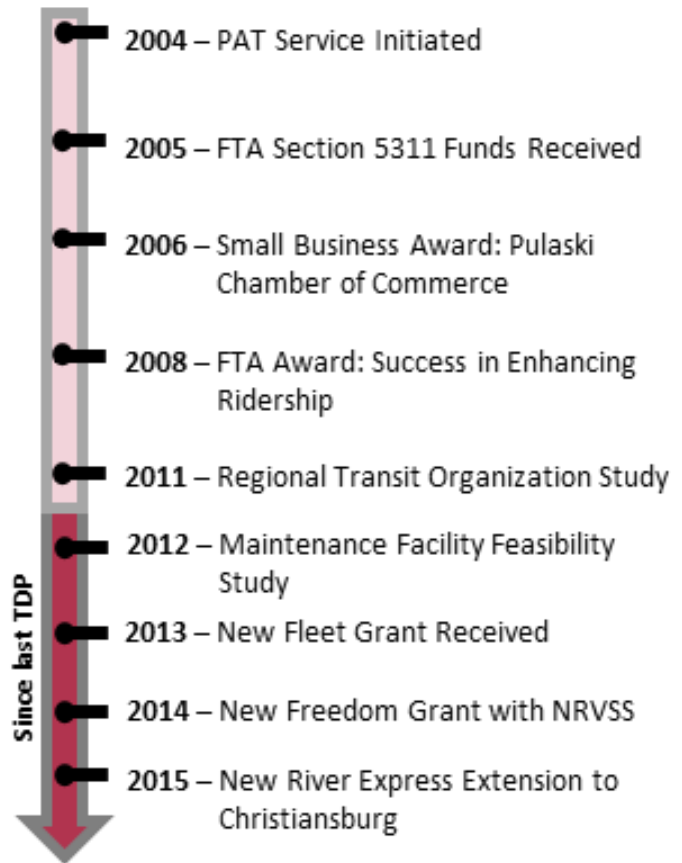 2004 – PAT Service Initiated
2005 – FTA Section 5311 Funds Received
2006 – Small Business Award: Pulaski
Chamber of Commerce
2008 – FTA Award: Success in Enhancing
Ridership
2011 – Regional Transit Organization Study
Since last TDP
2012 – Maintenance Facility Feasibility
Study
2013 – New Fleet Grant Received
2014 – New Freedom Grant with NRVSS
2015 – New River Express Extension to
Christiansburg